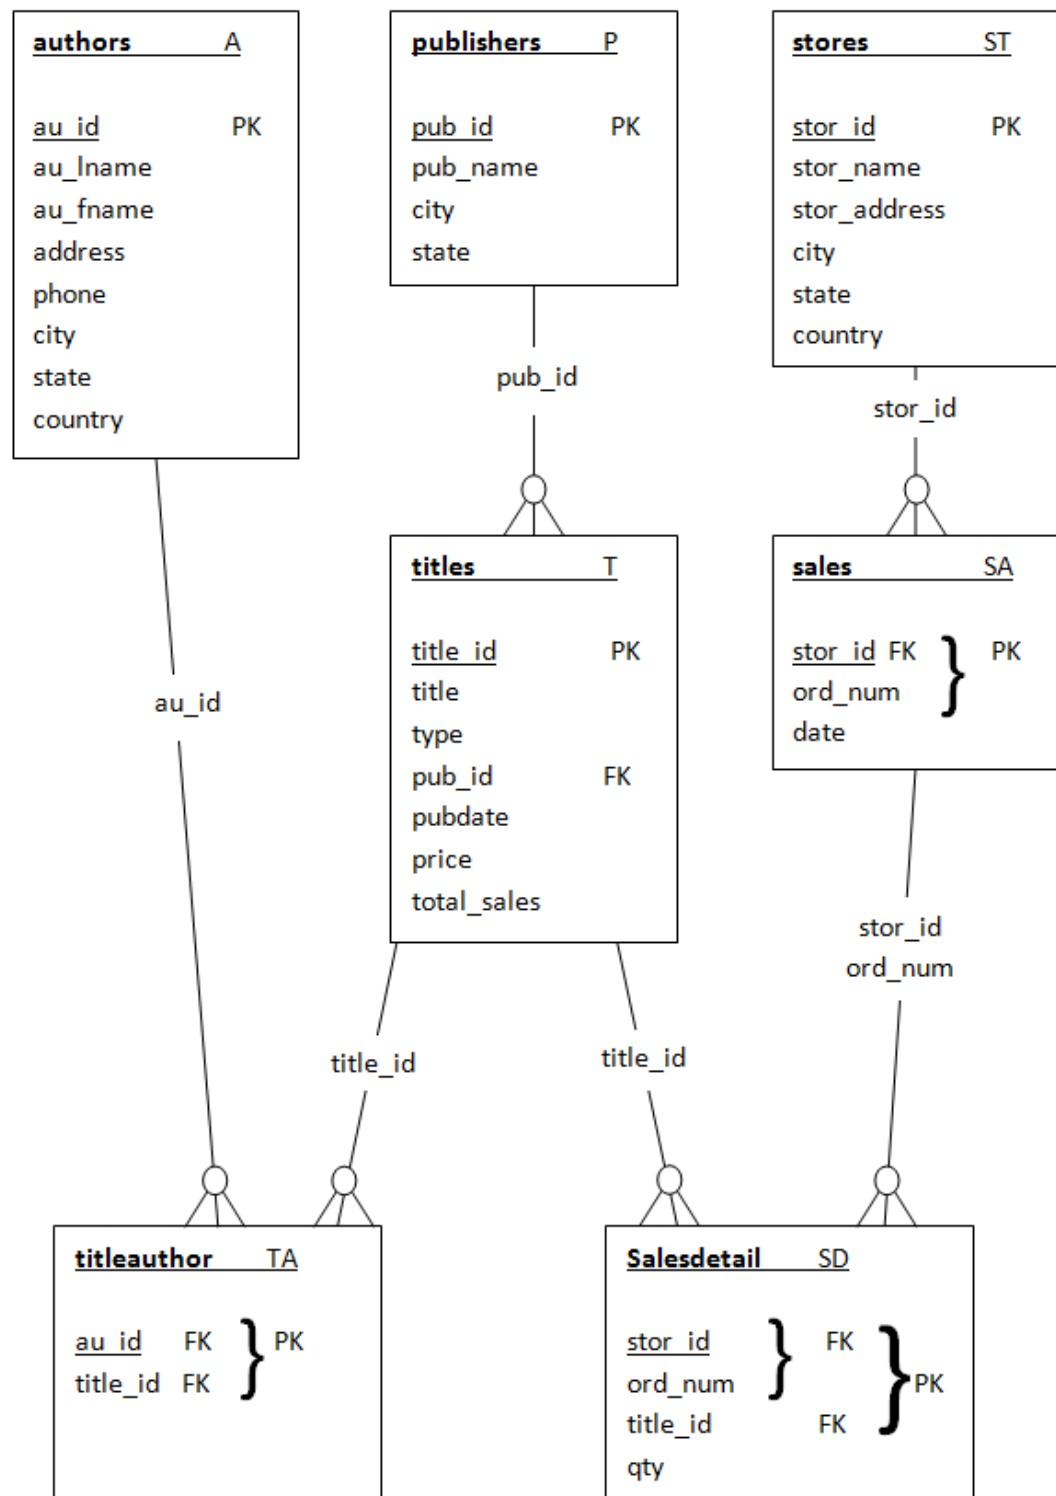 authors A
au_id PK
au_lname
au_fname
address
phone
city
state
country
publishers P
pub_id PK
pub_name
city
state
stores ST
stor_id PK
stor_name
stor_address
city
state
country
pub_id
stor_id
au_id
titles T
title_id PK
title
type
pub_id FK
pubdate
price
total_sales
sales SA
stor_id FK } PK
ord_num
date
stor_id
ord_num
title_id
title_id
titleauthor TA
au_id FK } PK
title_id FK
Salesdetail SD
stor_id } FK } PK
ord_num
title_id FK
qty